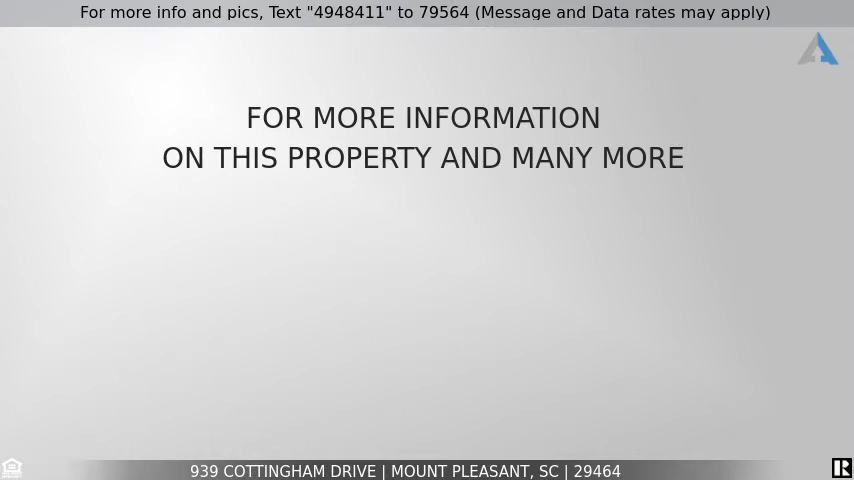 For more info and pics, Text "4948411" to 79564 (Message and Data rates may apply)
FOR MORE INFORMATION
ON THIS PROPERTY AND MANY MORE
939 COTTINGHAM DRIVE | MOUNT PLEASANT, SC | 29464